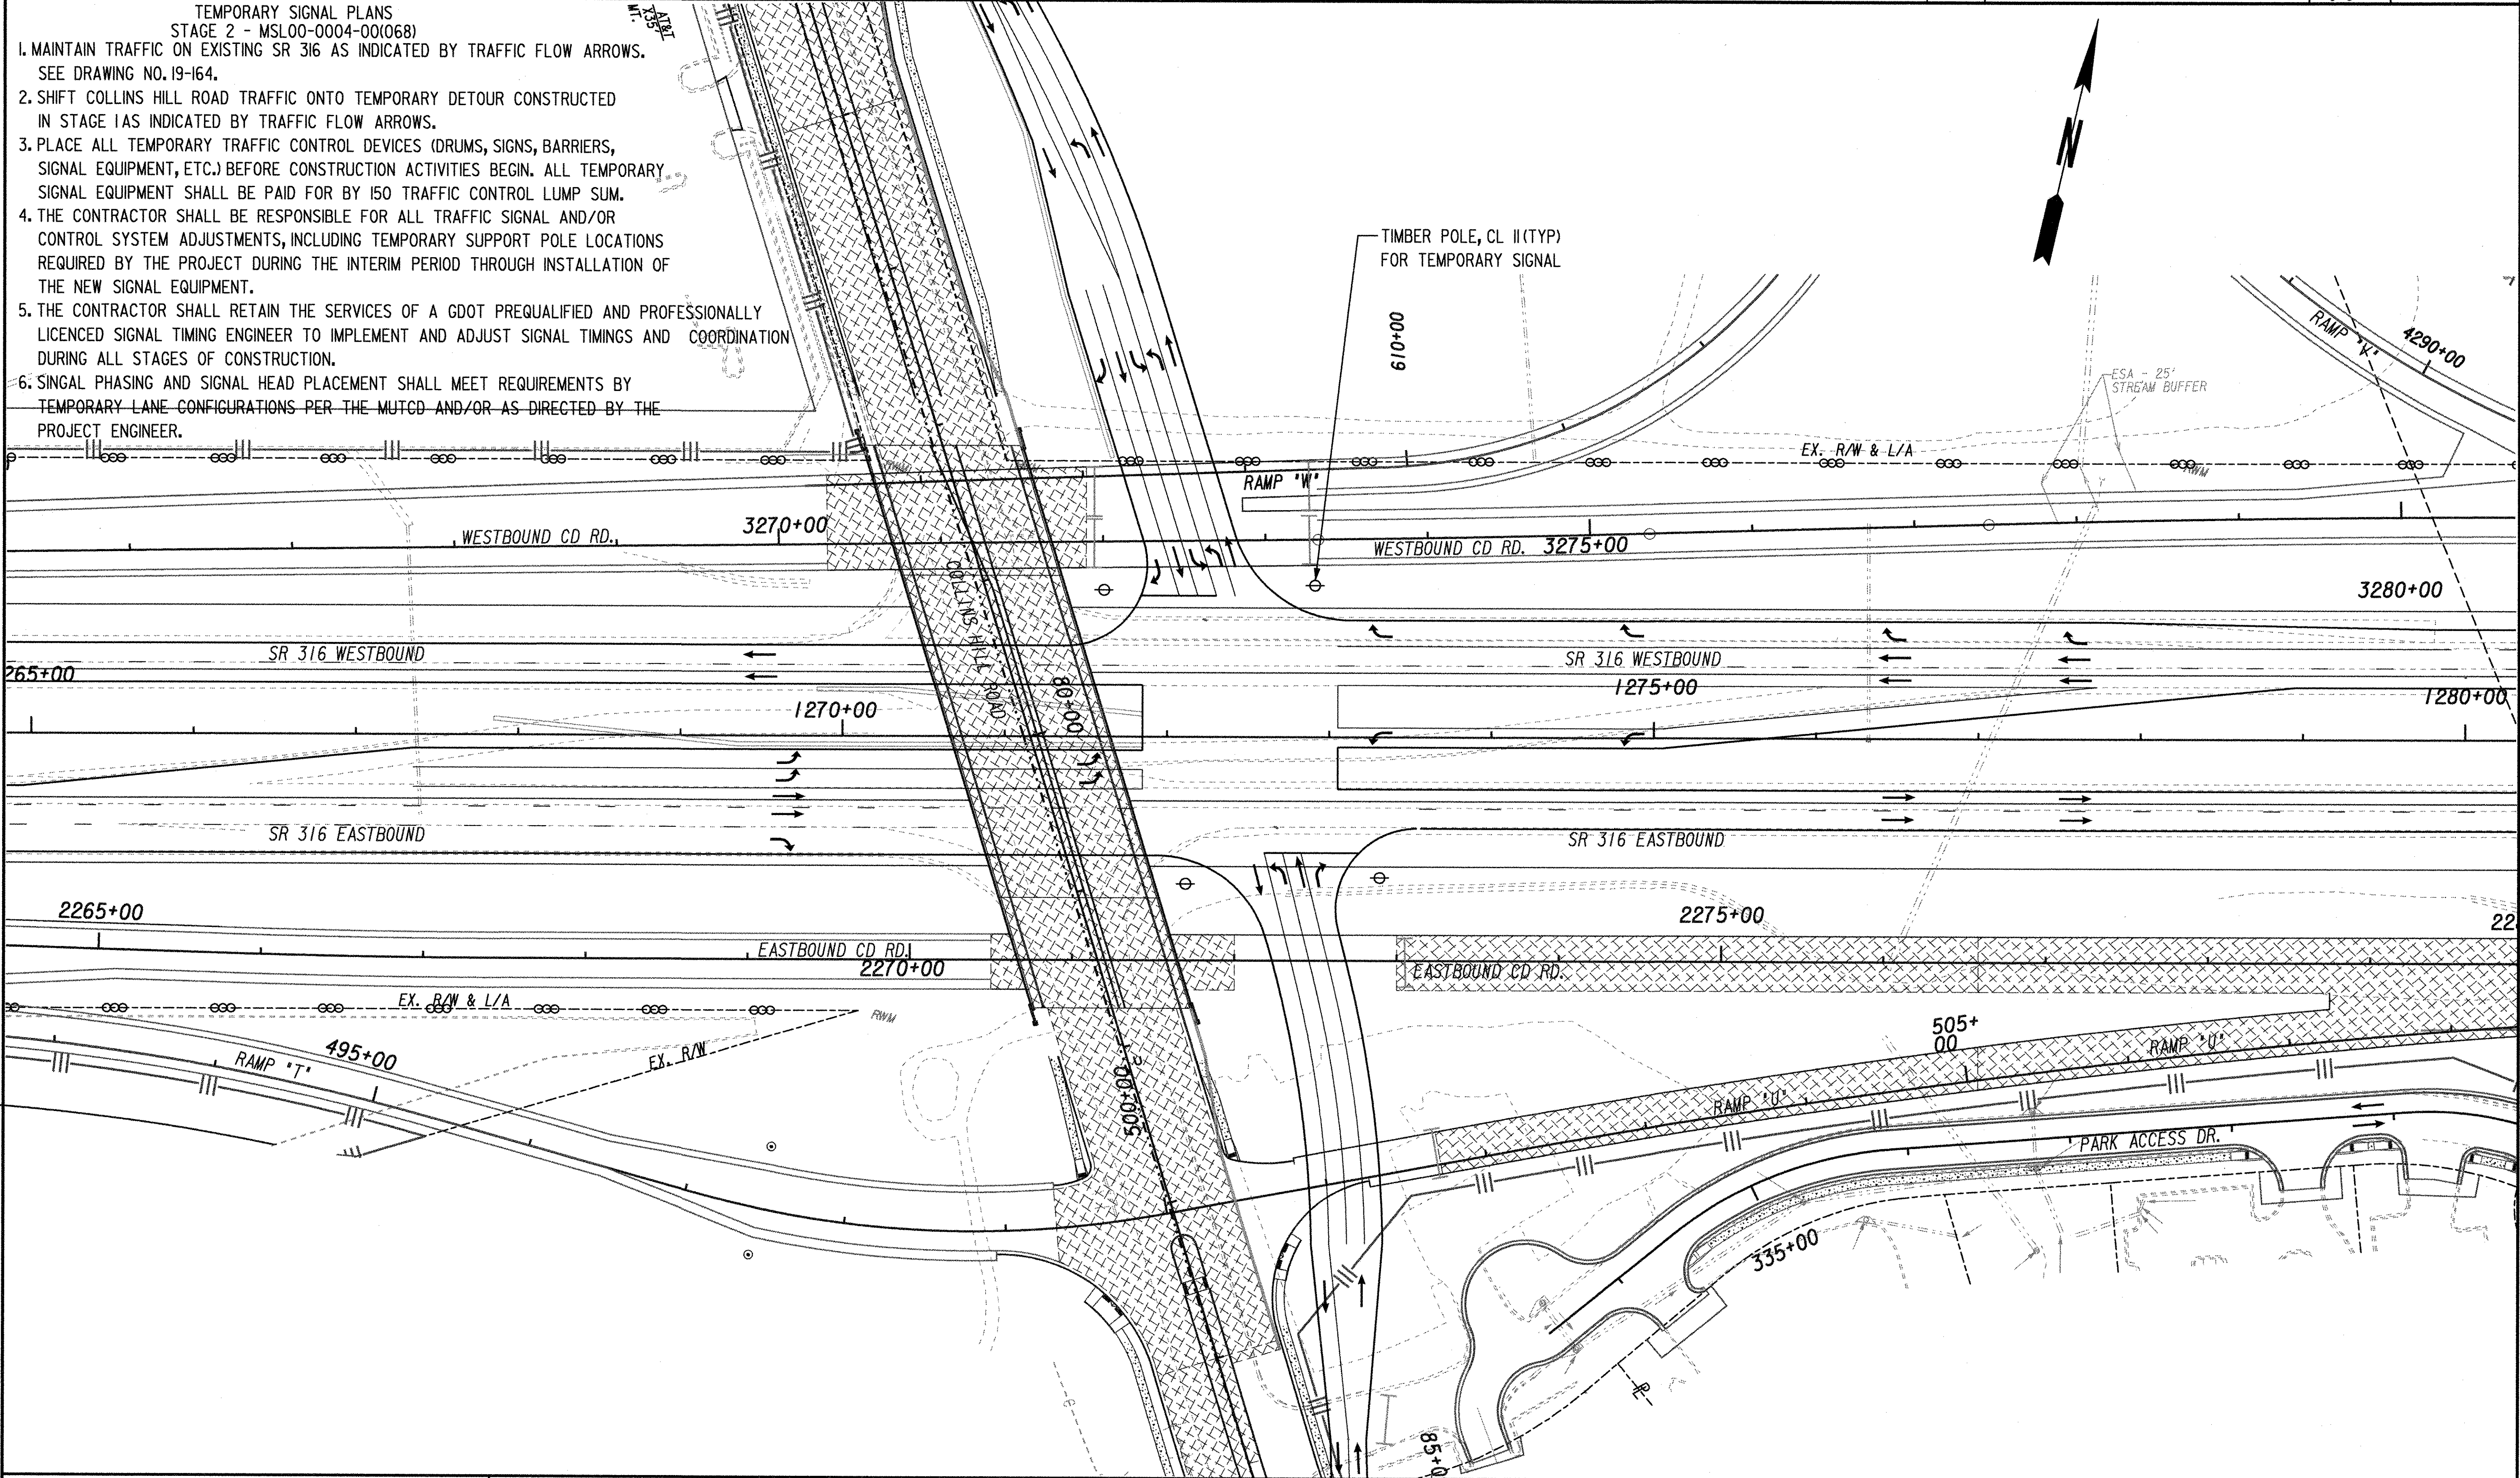 TEMPORARY SIGNAL PLANS
STAGE 2 - MSL00-0004-00(068)
1. MAINTAIN TRAFFIC ON EXISTING SR 316 AS INDICATED BY TRAFFIC FLOW ARROWS.
SEE DRAWING NO. 19-164.
2. SHIFT COLLINS HILL ROAD TRAFFIC ONTO TEMPORARY DETOUR CONSTRUCTED
IN STAGE 1 AS INDICATED BY TRAFFIC FLOW ARROWS.
3. PLACE ALL TEMPORARY TRAFFIC CONTROL DEVICES (DRUMS, SIGNS, BARRIERS,
SIGNAL EQUIPMENT, ETC.) BEFORE CONSTRUCTION ACTIVITIES BEGIN. ALL TEMPORARY
SIGNAL EQUIPMENT SHALL BE PAID FOR BY 150 TRAFFIC CONTROL LUMP SUM.
4. THE CONTRACTOR SHALL BE RESPONSIBLE FOR ALL TRAFFIC SIGNAL AND/OR
CONTROL SYSTEM ADJUSTMENTS, INCLUDING TEMPORARY SUPPORT POLE LOCATIONS
REQUIRED BY THE PROJECT DURING THE INTERIM PERIOD THROUGH INSTALLATION OF
THE NEW SIGNAL EQUIPMENT.
5. THE CONTRACTOR SHALL RETAIN THE SERVICES OF A GDOT PREQUALIFIED AND PROFESSIONALLY
LICENCED SIGNAL TIMING ENGINEER TO IMPLEMENT AND ADJUST SIGNAL TIMINGS AND COORDINATION
DURING ALL STAGES OF CONSTRUCTION.
6. SINGAL PHASING AND SIGNAL HEAD PLACEMENT SHALL MEET REQUIREMENTS BY
TEMPORARY LANE CONFIGURATIONS PER THE MUTCD AND/OR AS DIRECTED BY THE
PROJECT ENGINEER.
AT&T
X35
MT.
N
TIMBER POLE, CL II (TYP)
FOR TEMPORARY SIGNAL
610+00
RAMP "K"
4290+00
ESA - 25'
STREAM BUFFER
EX. R/W & L/A
RWM
RWM
RAMP "W"
WESTBOUND CD RD.
3270+00
WESTBOUND CD RD. 3275+00
3280+00
COLLINS HILL ROAD
SR 316 WESTBOUND
SR 316 WESTBOUND
265+00
1270+00
80+00
1275+00
1280+00
SR 316 EASTBOUND
SR 316 EASTBOUND
2265+00
2275+00
22
EASTBOUND CD RD.
2270+00
EASTBOUND CD RD.
EX. R/W & L/A
RWM
505+
00
RAMP "T"
495+00
EX. R/W
RAMP "U"
RAMP "U"
500+00
PARK ACCESS DR.
335+00
PL
85+0